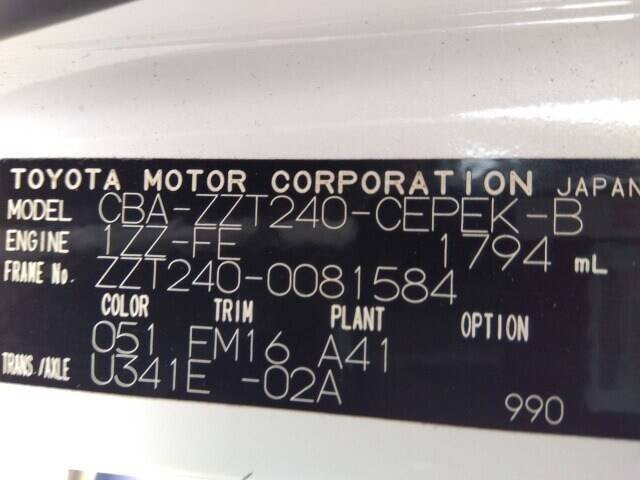 TOYOTA MOTOR CORPORATION JAPAN
MODEL CBA-ZZT240-CEPEK-B
ENGINE 1ZZ-FE 1794 mL
FRAME No. ZZT240-0081584
COLOR TRIM PLANT OPTION
051 FM16 A41
TRANS./AXLE U341E -02A
990